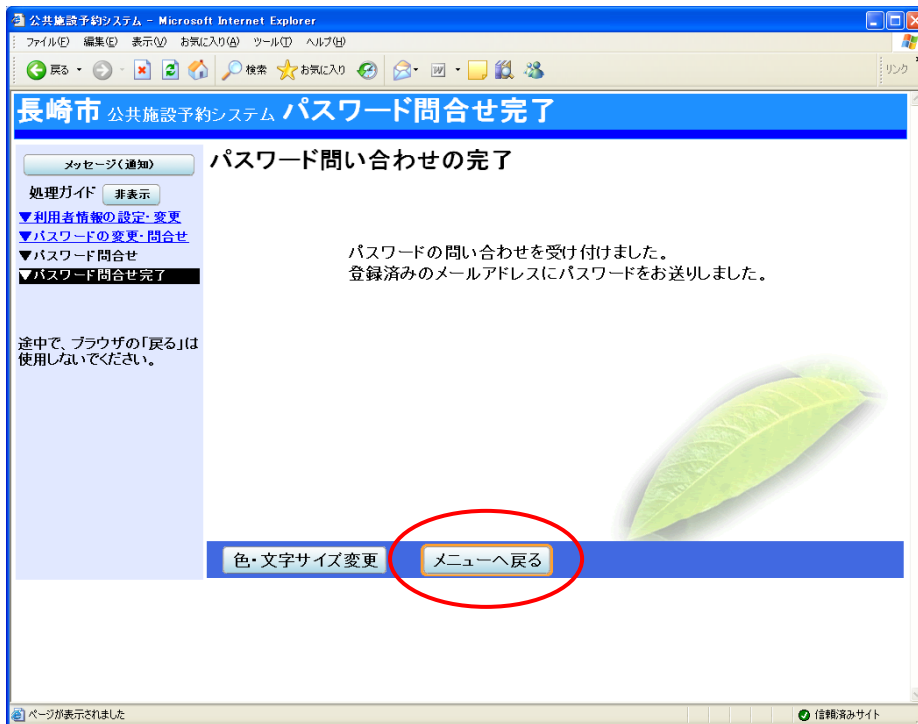 公共施設予約システム - Microsoft Internet Explorer
ファイル(F) 編集(E) 表示(V) お気に入り(A) ツール(T) ヘルプ(H)
戻る 検索 お気に入り リンク
長崎市 公共施設予約システム パスワード問合せ完了
メッセージ(通知)
処理ガイド 非表示
▼利用者情報の設定・変更
▼パスワードの変更・問合せ
▼パスワード問合せ
▼パスワード問合せ完了
途中で、ブラウザの「戻る」は
使用しないでください。
パスワード問い合わせの完了
パスワードの問い合わせを受け付けました。
登録済みのメールアドレスにパスワードをお送りしました。
色・文字サイズ変更 メニューへ戻る
ページが表示されました 信頼済みサイト